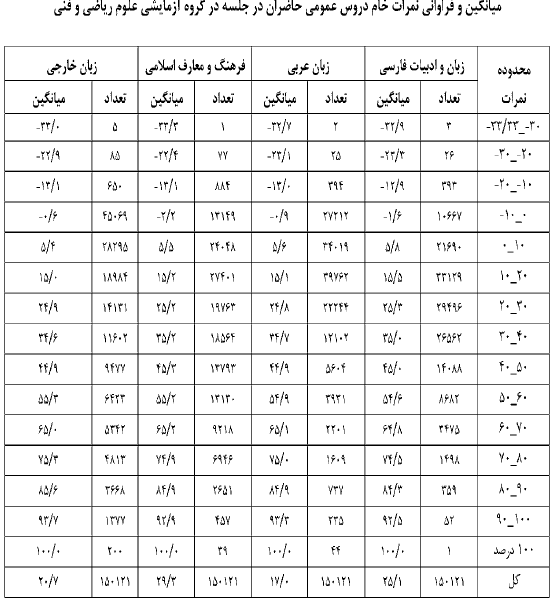 میانگین و فراوانی نمرات خام دروس عمومی حاضران در جلسه در گروه آزمایشی علوم ریاضی و فنی
محدوده نمرات زبان و ادبیات فارسی زبان عربی فرهنگ و معارف اسلامی زبان خارجی
تعداد میانگین تعداد میانگین تعداد میانگین تعداد میانگین
-۳۳/۳۳_-۳۰ ۳ -۳۲/۹ ۲ -۳۲/۷ ۱ -۳۳/۳ ۵ -۳۳/۰
-۳۰_-۲۰ ۲۶ -۲۳/۳ ۲۵ -۲۳/۱ ۷۷ -۲۲/۴ ۸۵ -۲۲/۹
-۲۰_-۱۰ ۳۹۳ -۱۲/۹ ۳۹۴ -۱۳/۰ ۸۸۴ -۱۳/۱ ۶۵۰ -۱۳/۱
-۱۰_۰ ۱۰۶۶۷ -۱/۶ ۲۷۲۱۲ -۰/۹ ۱۳۱۴۹ -۲/۲ ۴۵۰۶۹ -۰/۶
۰_۱۰ ۲۱۶۹۰ ۵/۸ ۳۴۰۱۹ ۵/۶ ۲۴۰۴۸ ۵/۵ ۲۸۲۹۵ ۵/۴
۱۰_۲۰ ۳۳۱۲۹ ۱۵/۵ ۳۹۷۶۲ ۱۵/۱ ۲۷۴۰۱ ۱۵/۲ ۱۸۹۸۴ ۱۵/۰
۲۰_۳۰ ۲۹۴۹۶ ۲۵/۳ ۲۲۲۴۴ ۲۴/۸ ۱۹۷۶۳ ۲۵/۲ ۱۴۱۳۱ ۲۴/۹
۳۰_۴۰ ۲۶۵۶۲ ۳۵/۰ ۱۲۱۰۲ ۳۴/۷ ۱۸۵۶۴ ۳۵/۲ ۱۱۶۰۲ ۳۴/۶
۴۰_۵۰ ۱۴۰۸۸ ۴۵/۰ ۵۶۰۴ ۴۴/۹ ۱۳۷۹۳ ۴۵/۳ ۹۴۷۷ ۴۴/۹
۵۰_۶۰ ۸۶۸۲ ۵۴/۶ ۳۹۳۱ ۵۴/۹ ۱۳۱۳۰ ۵۵/۲ ۶۴۲۳ ۵۵/۳
۶۰_۷۰ ۳۴۷۵ ۶۴/۸ ۲۲۰۱ ۶۵/۱ ۹۲۱۸ ۶۵/۲ ۵۳۴۲ ۶۵/۰
۷۰_۸۰ ۱۴۹۸ ۷۴/۵ ۱۶۰۹ ۷۵/۰ ۶۹۴۶ ۷۴/۹ ۴۸۱۳ ۷۵/۳
۸۰_۹۰ ۳۵۹ ۸۴/۳ ۷۳۷ ۸۴/۹ ۲۶۵۱ ۸۴/۹ ۳۶۶۸ ۸۵/۶
۹۰_۱۰۰ ۵۲ ۹۲/۵ ۲۳۵ ۹۳/۳ ۴۵۷ ۹۲/۹ ۱۳۷۷ ۹۳/۷
۱۰۰ درصد ۱ ۱۰۰/۰ ۴۴ ۱۰۰/۰ ۳۹ ۱۰۰/۰ ۲۰۰ ۱۰۰/۰
کل ۱۵۰۱۲۱ ۲۵/۱ ۱۵۰۱۲۱ ۱۷/۰ ۱۵۰۱۲۱ ۲۹/۳ ۱۵۰۱۲۱ ۲۰/۷